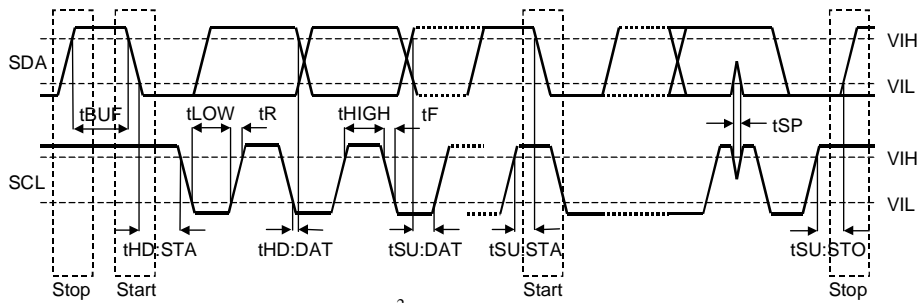 VIH
SDA
VIL
tBUF
tLOW
tR
tHIGH
tF
tSP
VIH
SCL
VIL
tHD:STA
tHD:DAT
tSU:DAT
tSU:STA
tSU:STO
Stop
Start
Start
Stop
2